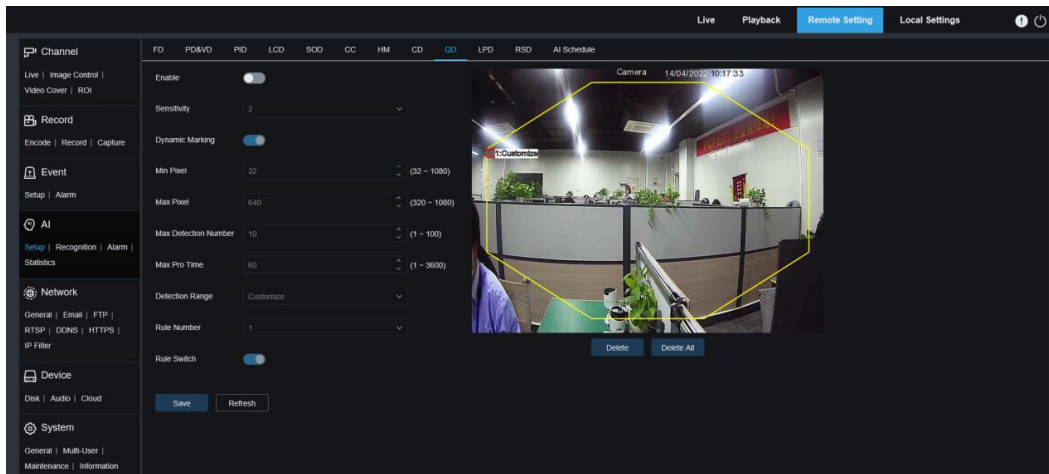 Live Playback Remote Setting Local Settings
Channel
Live | Image Control |
Video Cover | ROI
Record
Encode | Record | Capture
Event
Setup | Alarm
AI
Setup | Recognition | Alarm |
Statistics
Network
General | Email | FTP |
RTSP | DDNS | HTTPS |
IP Filter
Device
Disk | Audio | Cloud
System
General | Multi-User |
Maintenance | Information
FD PD&VD PID LCD SOD CC HM CD QD LPD RSD AI Schedule
Enable
Sensitivity 2
Dynamic Marking
Min Pixel 32 (32 ~ 1080)
Max Pixel 640 (320 ~ 1080)
Max Detection Number 10 (1 ~ 100)
Max Pro Time 60 (1 ~ 3600)
Detection Range Customize
Rule Number 1
Rule Switch
Save Refresh
Camera 14/04/2022 10:17:33
1:Customize
Delete Delete All